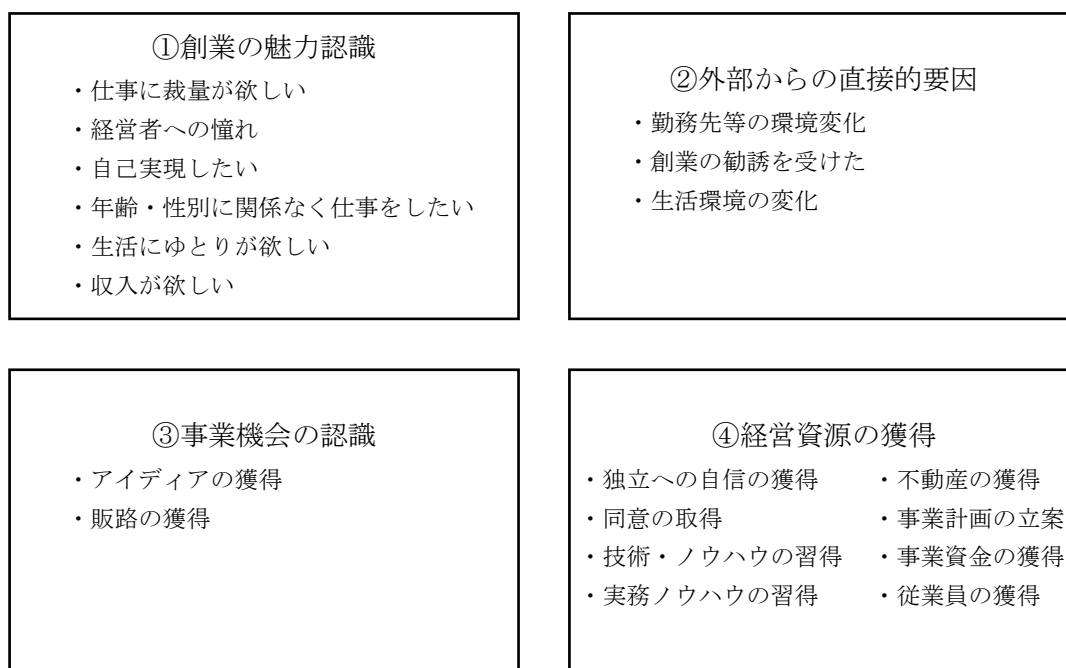 ①創業の魅力認識
・仕事に裁量が欲しい
・経営者への憧れ
・自己実現したい
・年齢・性別に関係なく仕事をしたい
・生活にゆとりが欲しい
・収入が欲しい
②外部からの直接的要因
・勤務先等の環境変化
・創業の勧誘を受けた
・生活環境の変化
③事業機会の認識
・アイディアの獲得
・販路の獲得
④経営資源の獲得
・独立への自信の獲得
・同意の取得
・技術・ノウハウの習得
・実務ノウハウの習得
・不動産の獲得
・事業計画の立案
・事業資金の獲得
・従業員の獲得